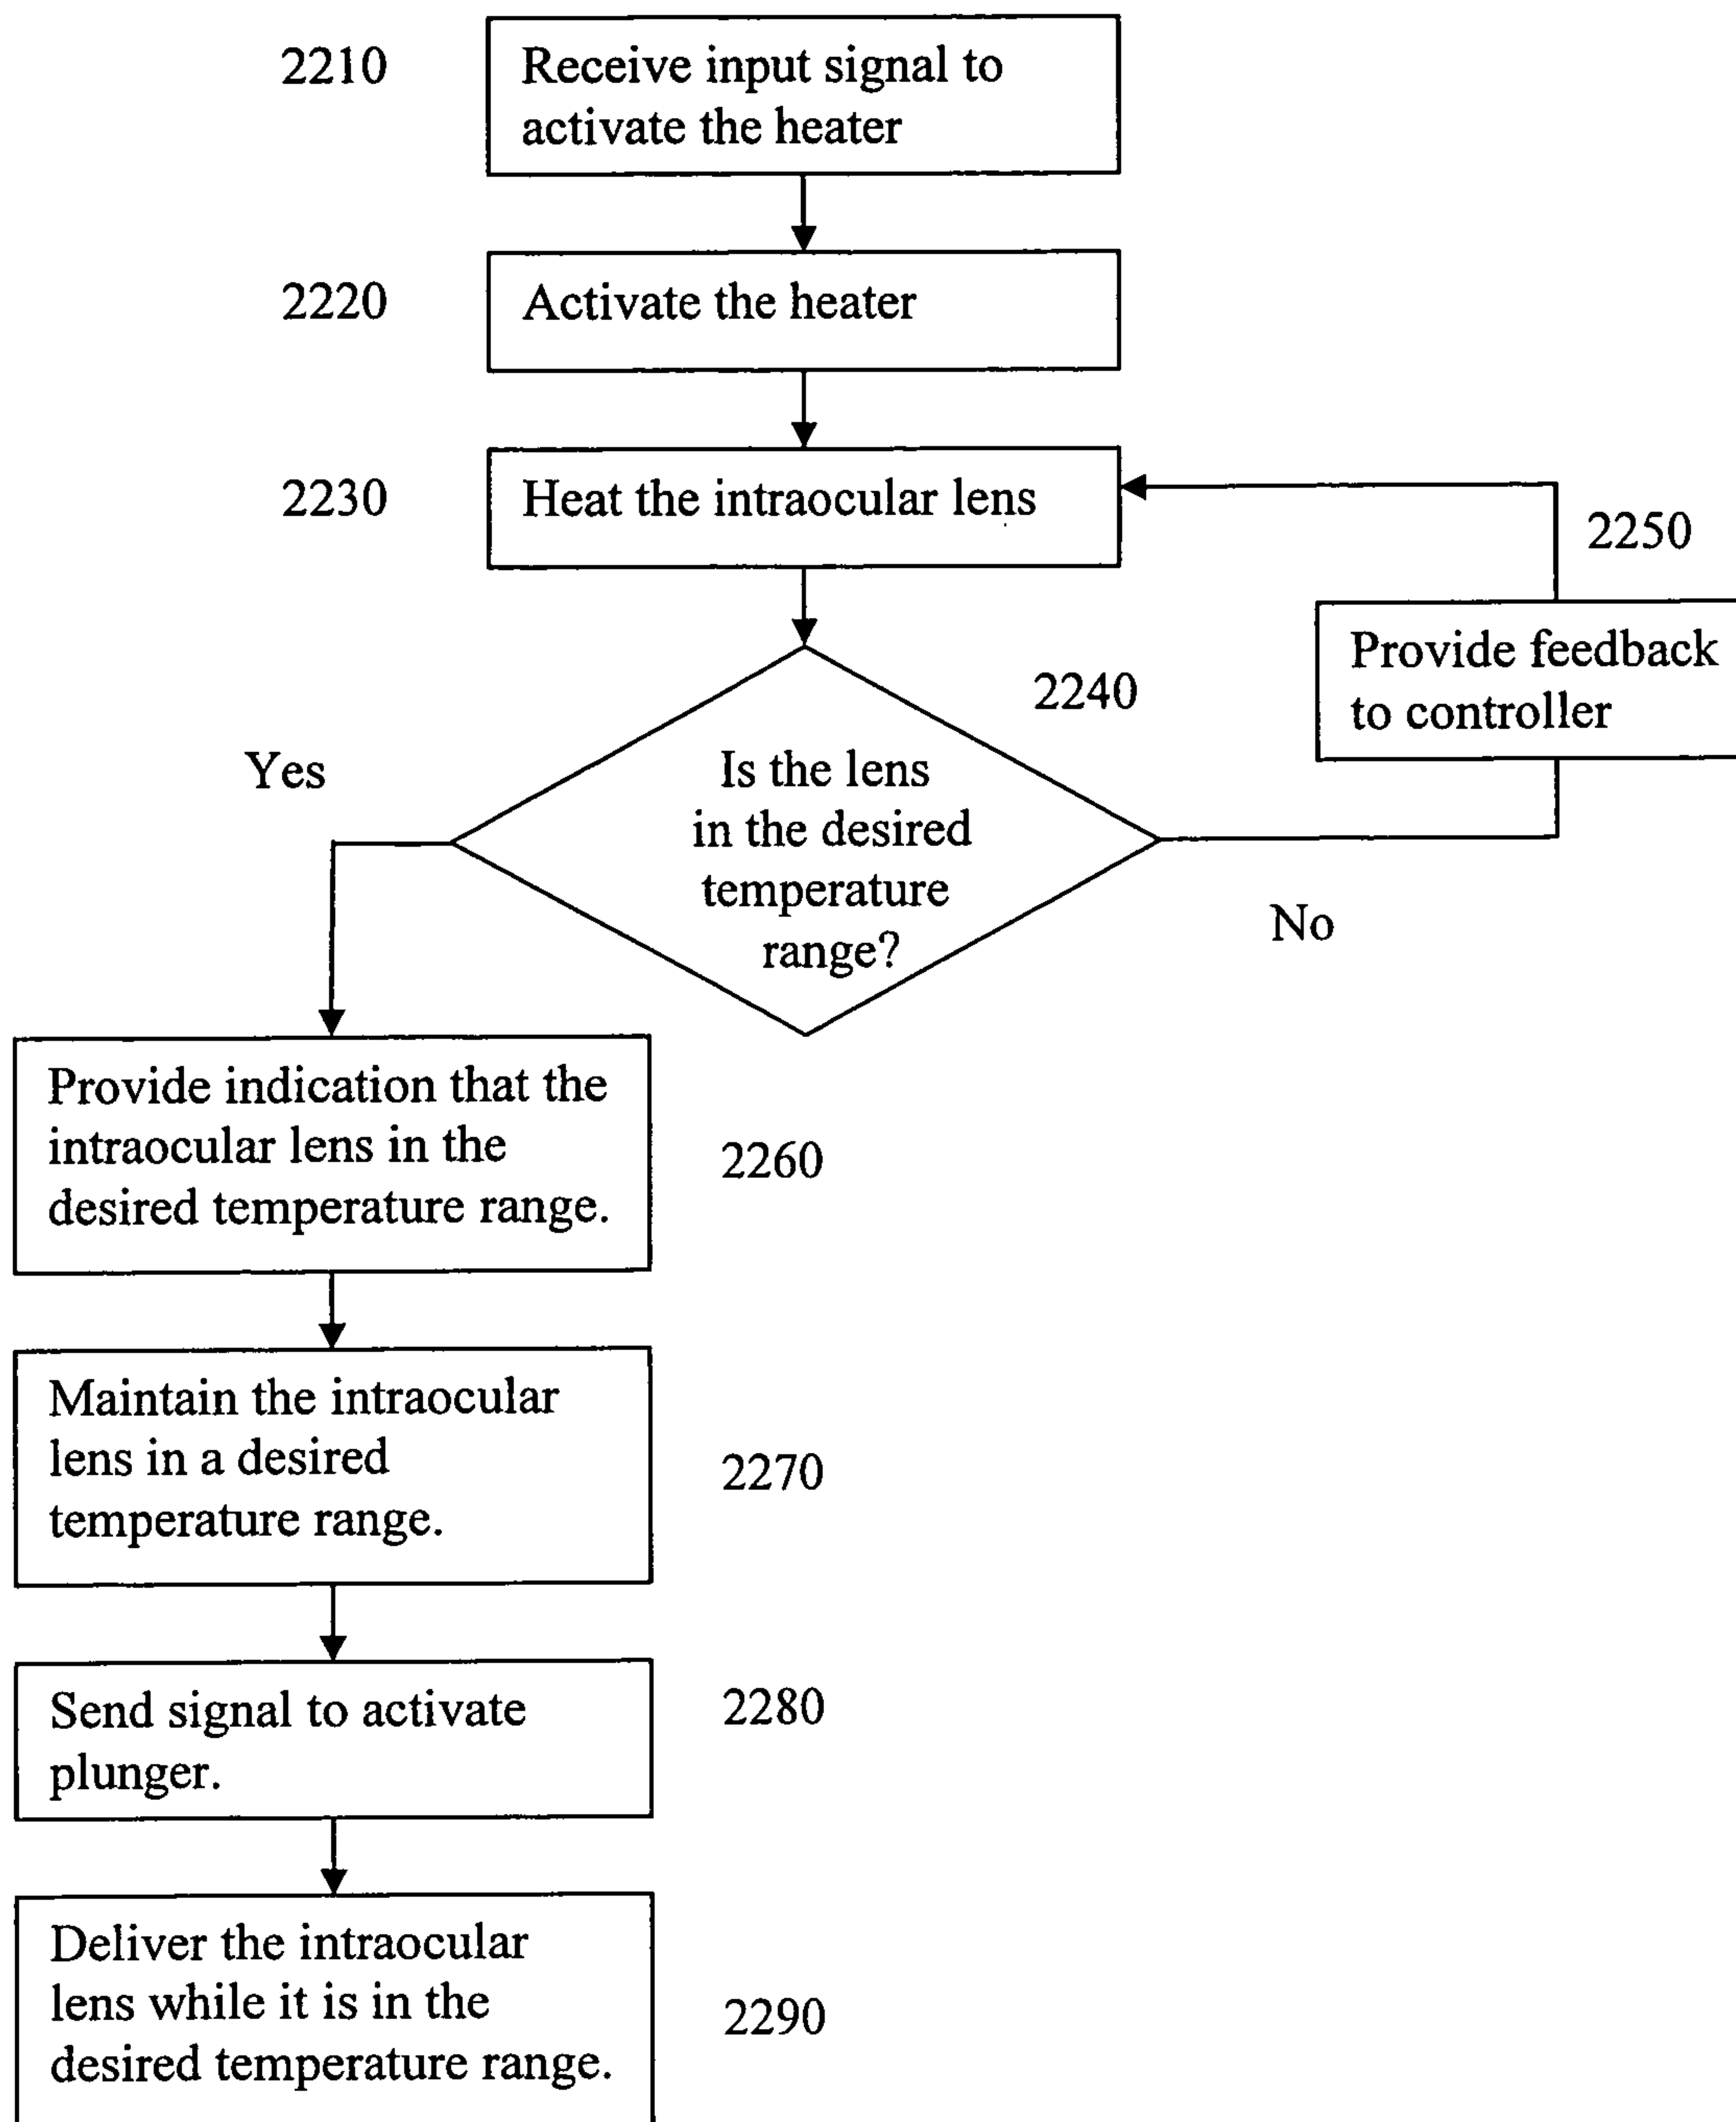 2210
Receive input signal to
activate the heater
2220
Activate the heater
2230
Heat the intraocular lens
2250
Provide feedback
to controller
2240
Is the lens
in the desired
temperature
range?
Yes
No
Provide indication that the
intraocular lens in the
desired temperature range.
2260
Maintain the intraocular
lens in a desired
temperature range.
2270
Send signal to activate
plunger.
2280
Deliver the intraocular
lens while it is in the
desired temperature range.
2290